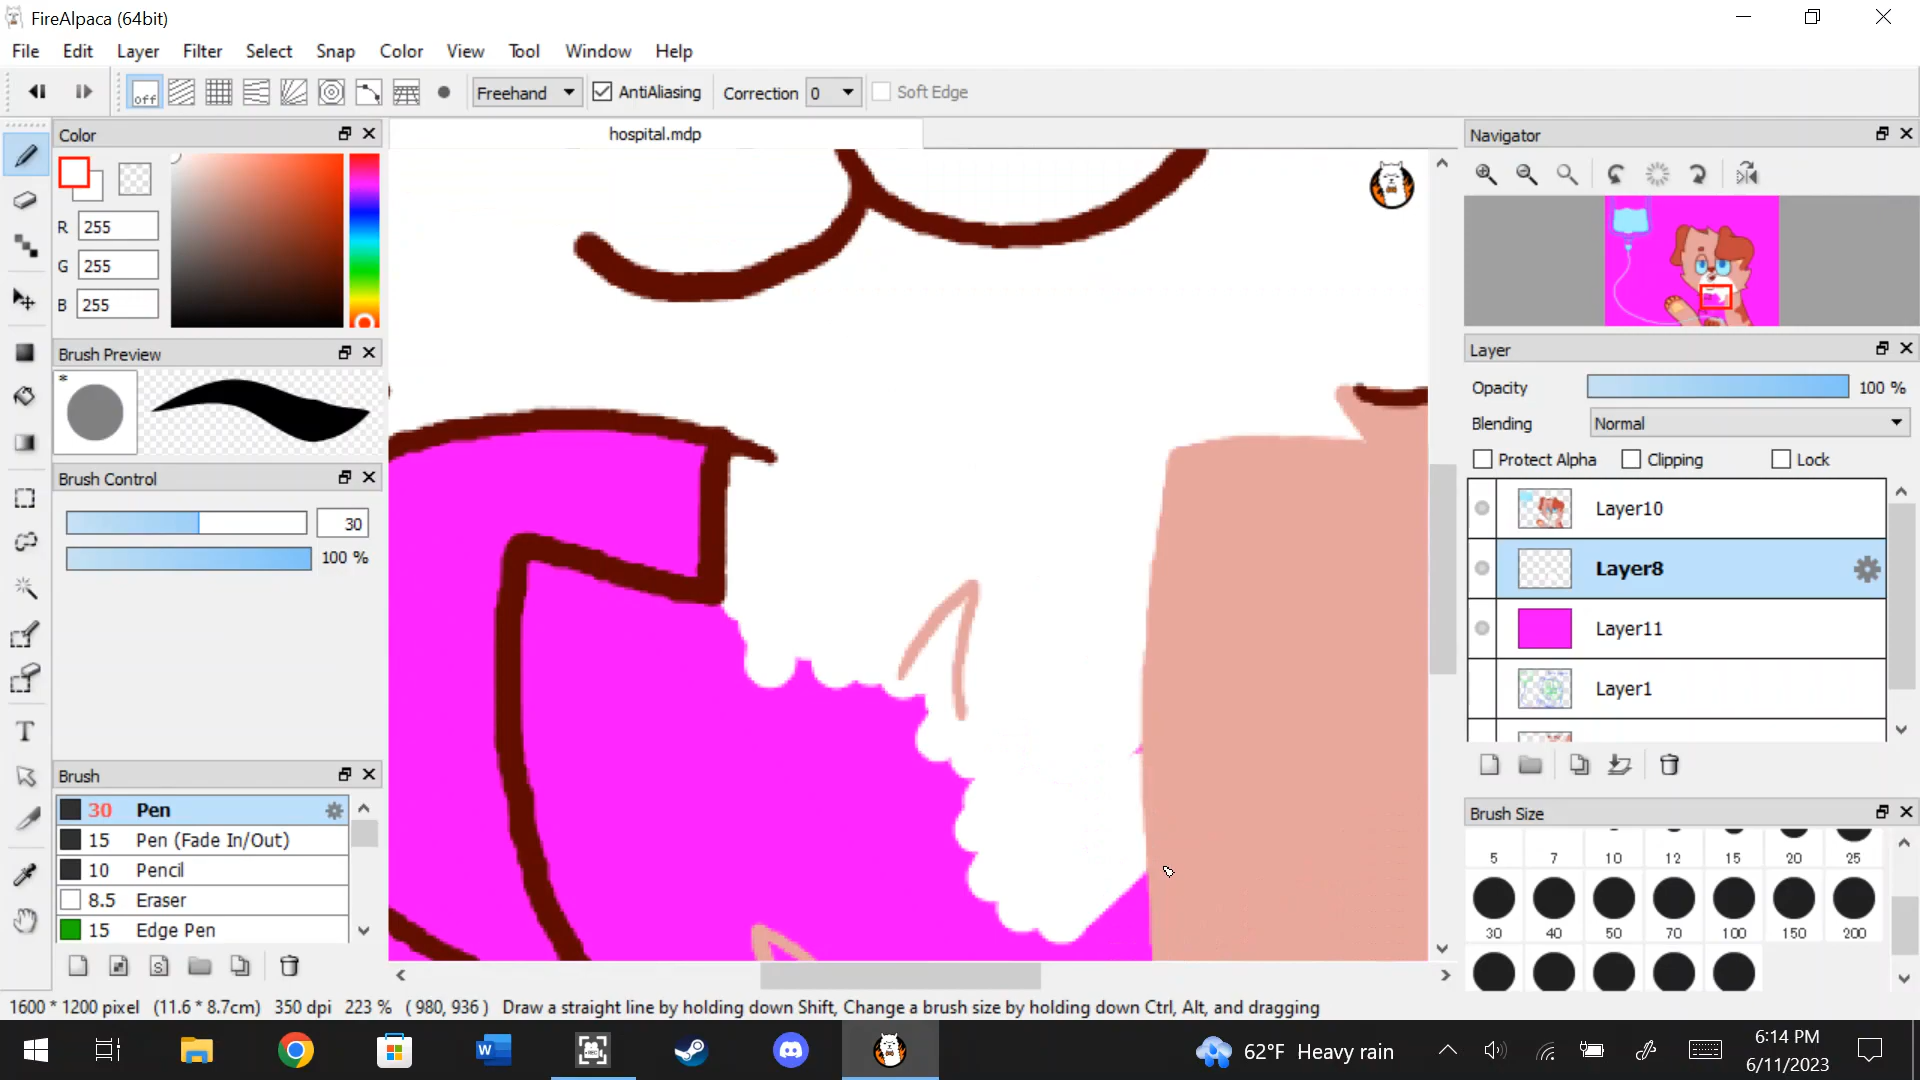 FireAlpaca (64bit)
File Edit Layer Filter Select Snap Color View Tool Window Help
off Freehand AntiAliasing Correction 0 Soft Edge
Color
hospital.mdp
Navigator
R 255
G 255
B 255
Brush Preview
Layer
Opacity 100 %
Blending Normal
Protect Alpha Clipping Lock
Brush Control
30
100 %
Layer10
Layer8
Layer11
Layer1
Brush
30 Pen
15 Pen (Fade In/Out)
10 Pencil
8.5 Eraser
15 Edge Pen
Brush Size
5 7 10 12 15 20 25
30 40 50 70 100 150 200
1600 * 1200 pixel (11.6 * 8.7cm) 350 dpi 223 % ( 980, 936 ) Draw a straight line by holding down Shift, Change a brush size by holding down Ctrl, Alt, and dragging
62°F Heavy rain
6:14 PM
6/11/2023